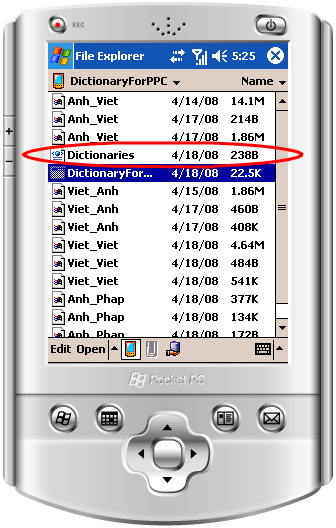 REC
File Explorer 5:25
DictionaryForPPC Name
Anh_Viet 4/14/08 14.1M
Anh_Viet 4/17/08 214B
Anh_Viet 4/17/08 1.86M
Dictionaries 4/18/08 238B
DictionaryFor... 4/18/08 22.5K
Viet_Anh 4/15/08 1.86M
Viet_Anh 4/17/08 460B
Viet_Anh 4/17/08 408K
Viet_Viet 4/18/08 4.64M
Viet_Viet 4/18/08 484B
Viet_Viet 4/18/08 541K
Anh_Phap 4/18/08 377K
Anh_Phap 4/18/08 134K
Anh_Phap 4/18/08 172B
Edit Open
Pocket PC